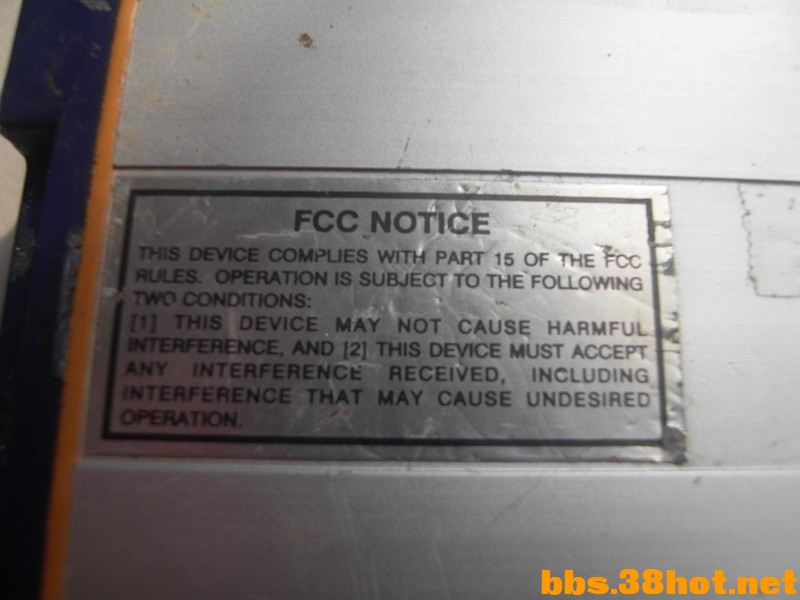 FCC NOTICE
THIS DEVICE COMPLIES WITH PART 15 OF THE FCC
RULES. OPERATION IS SUBJECT TO THE FOLLOWING
TWO CONDITIONS:
[1] THIS DEVICE MAY NOT CAUSE HARMFUL
INTERFERENCE, AND [2] THIS DEVICE MUST ACCEPT
ANY INTERFERENCE RECEIVED, INCLUDING
INTERFERENCE THAT MAY CAUSE UNDESIRED
OPERATION.
bbs.38hot.net